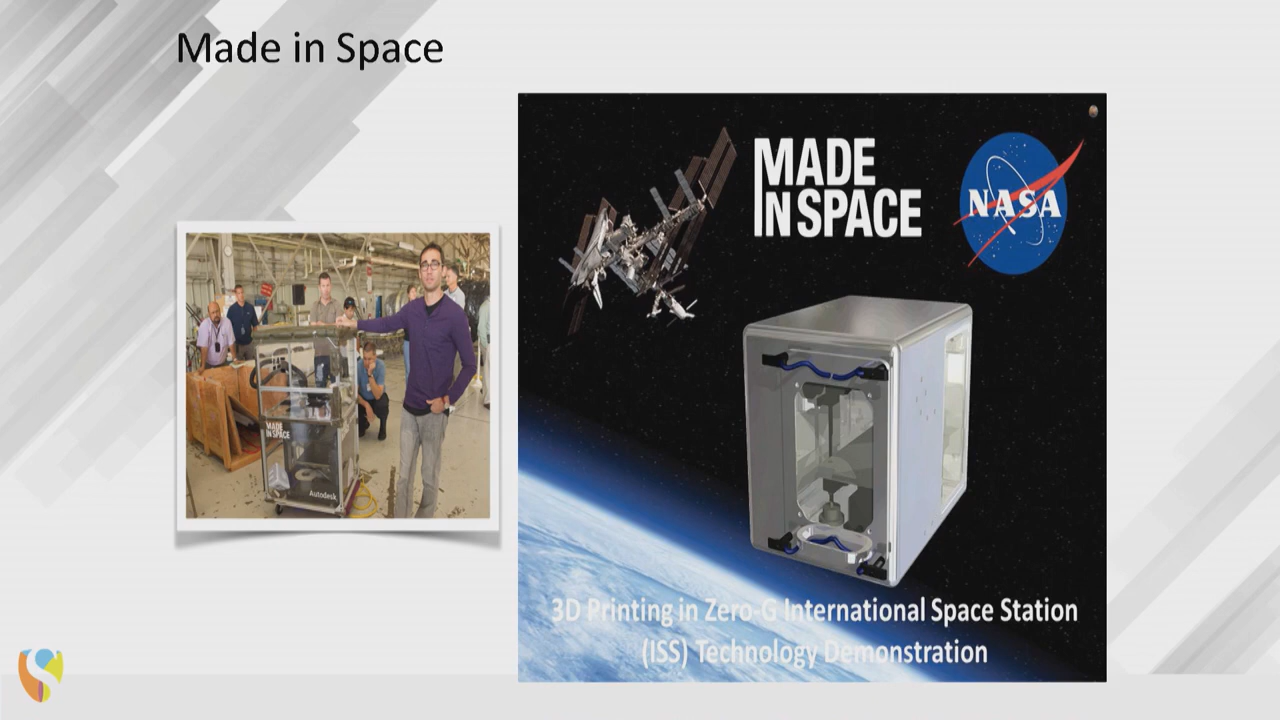 Made in Space
MADE
IN SPACE
NASA
MADE
IN SPACE
Autodesk
3D Printing in Zero-G International Space Station
(ISS) Technology Demonstration